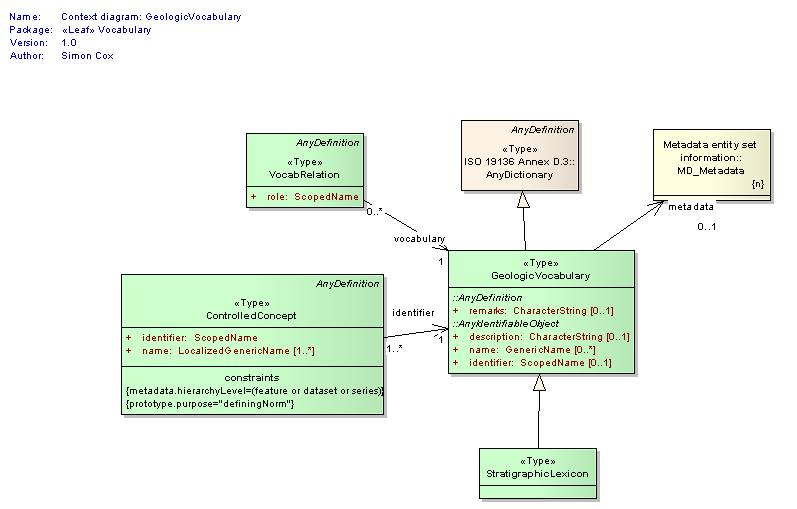 Name: Context diagram: GeologicVocabulary
Package: «Leaf» Vocabulary
Version: 1.0
Author: Simon Cox
AnyDefinition
«Type»
VocabRelation
+ role: ScopedName
AnyDefinition
«Type»
ISO 19136 Annex D.3::
AnyDictionary
Metadata entity set
information::
MD_Metadata
{n}
metadata
0..1
0..*
vocabulary
1
«Type»
GeologicVocabulary
::AnyDefinition
+ remaks: CharacterString [0..1]
::AnyIdentifiableObject
+ description: CharacterString [0..1]
+ name: GenericName [0..*]
+ identifier: ScopedName [0..1]
AnyDefinition
«Type»
ControlledConcept
+ identifier: ScopedName
+ name: LocalizedGenericName [1..*]
constraints
{metadata.hierarchyLevel=(feature or dataset or series)}
{prototype.purpose="definingNorm"}
identifier
1..*
1
«Type»
StratigraphicLexicon